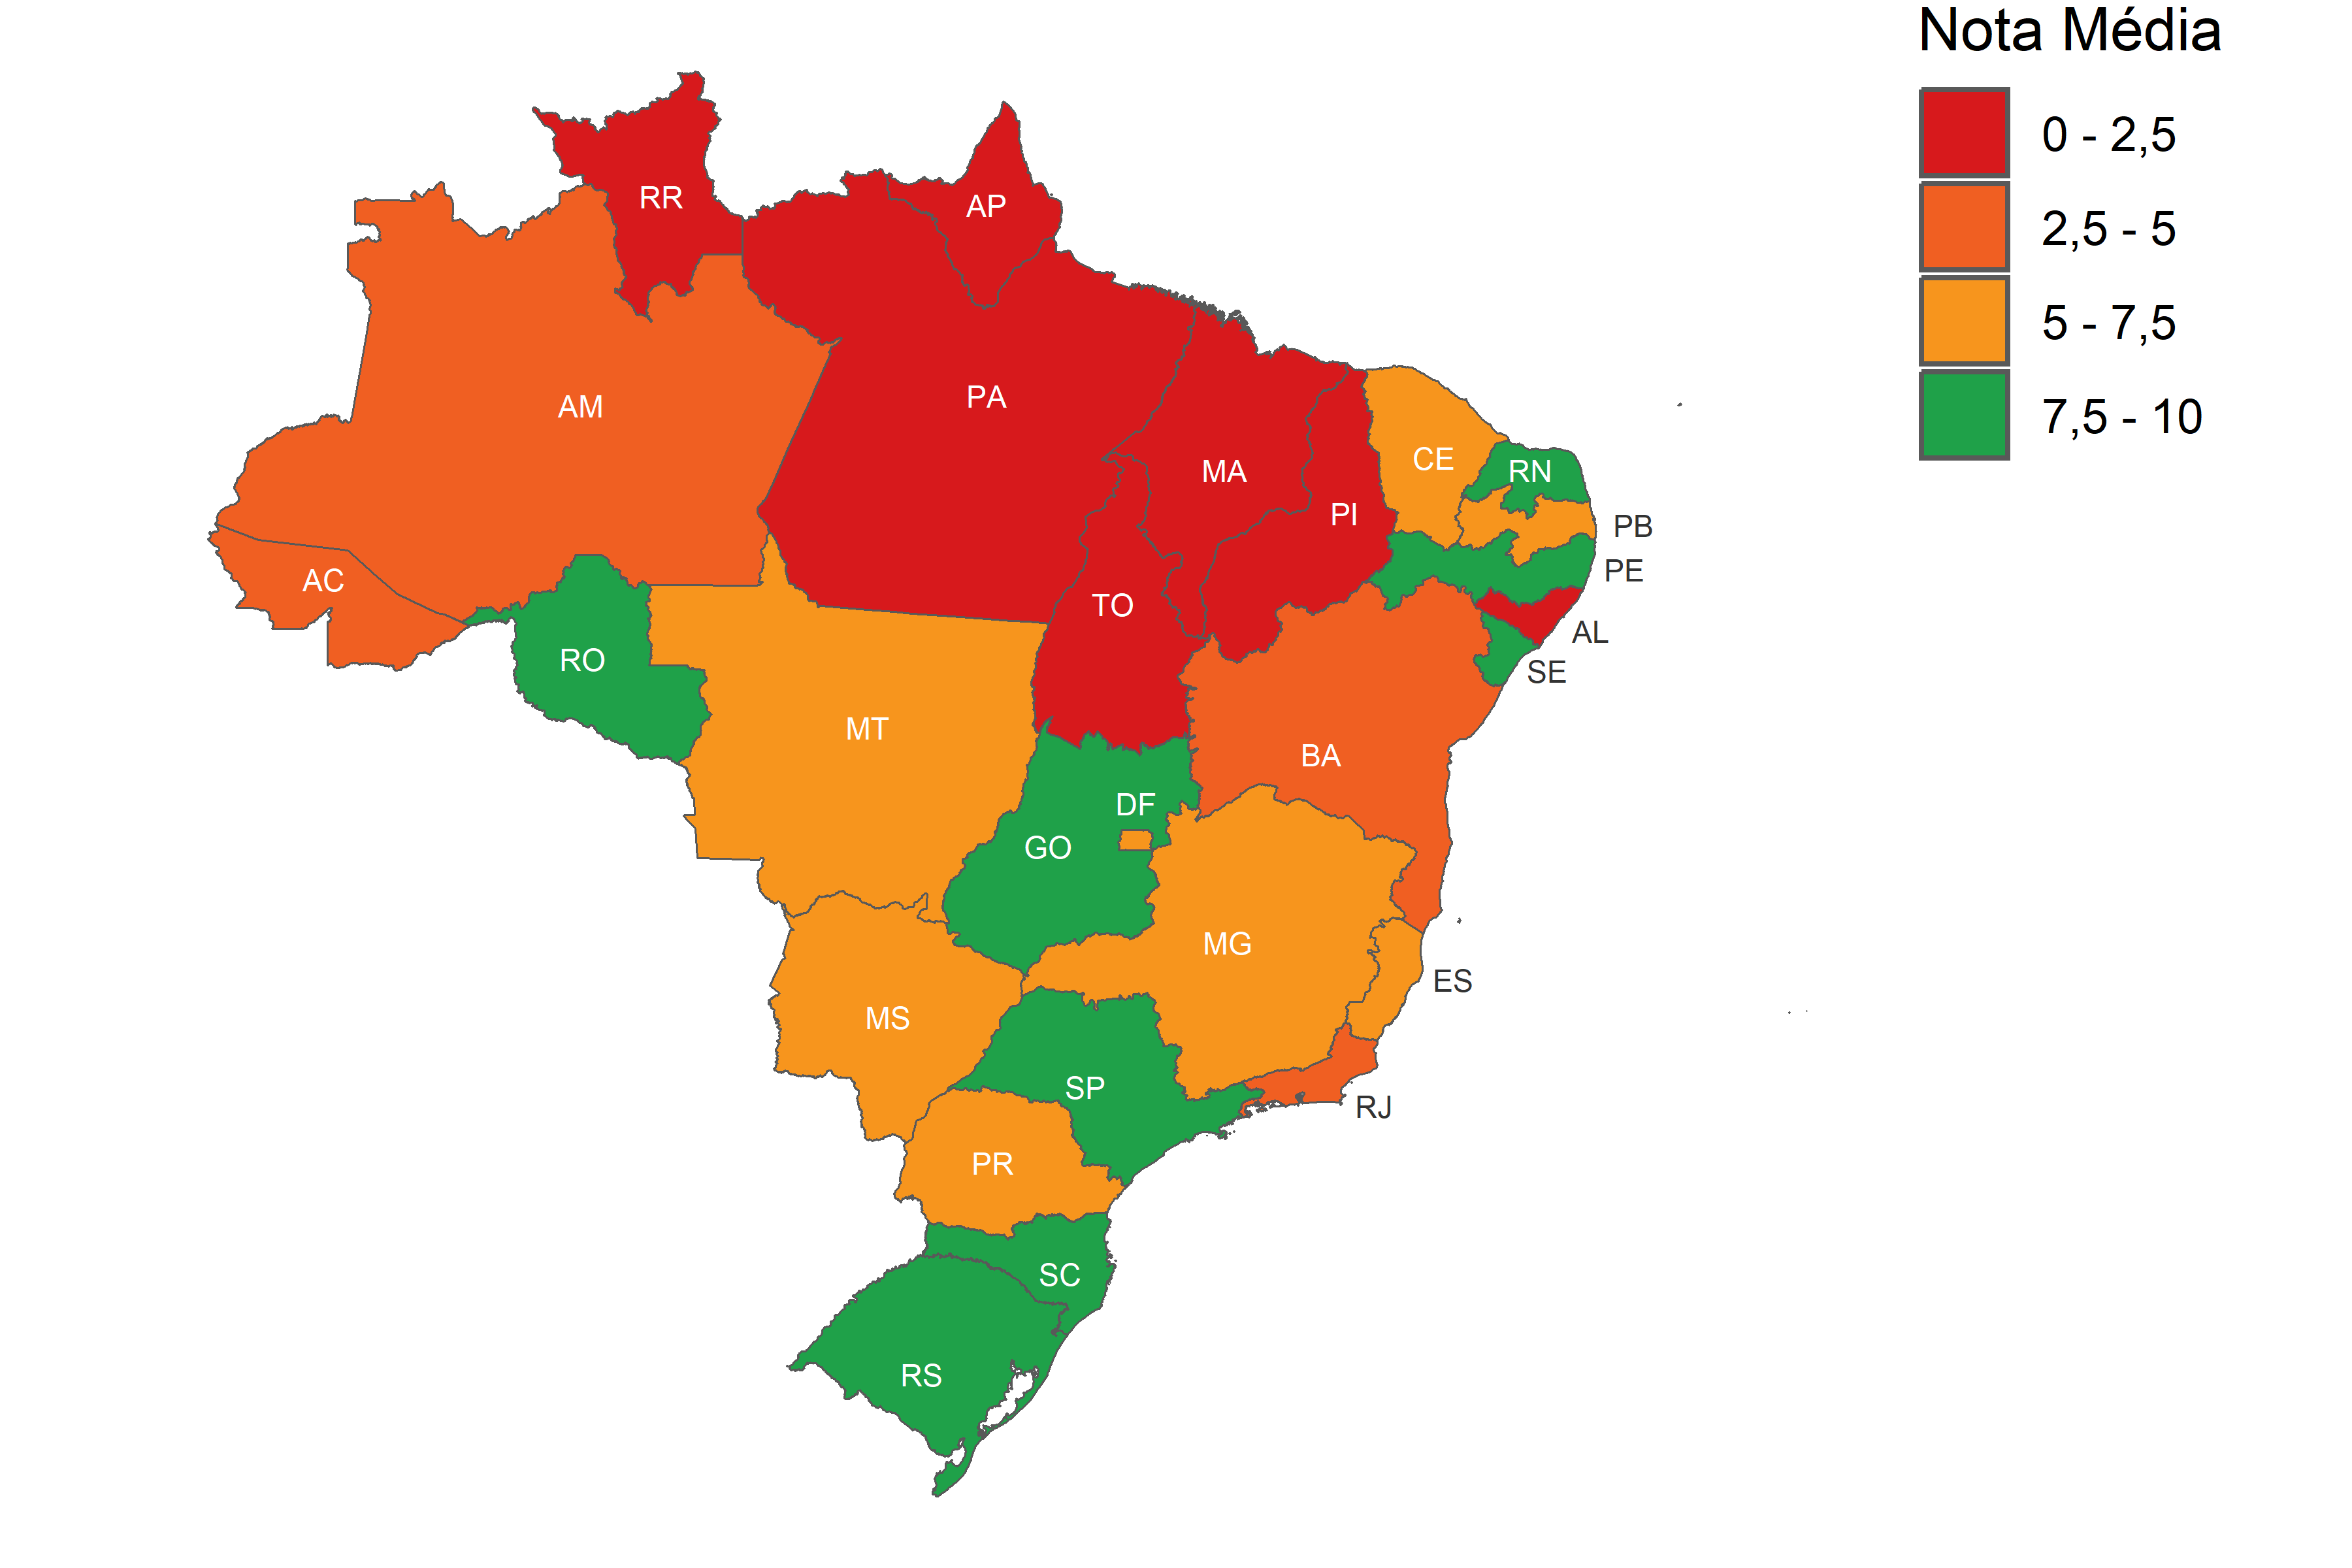 Nota Média
0 - 2,5
2,5 - 5
5 - 7,5
7,5 - 10
RR
AP
AM
PA
MA
CE
RN
PI
PB
PE
AC
TO
AL
RO
SE
MT
BA
DF
GO
MG
ES
MS
SP
RJ
PR
SC
RS